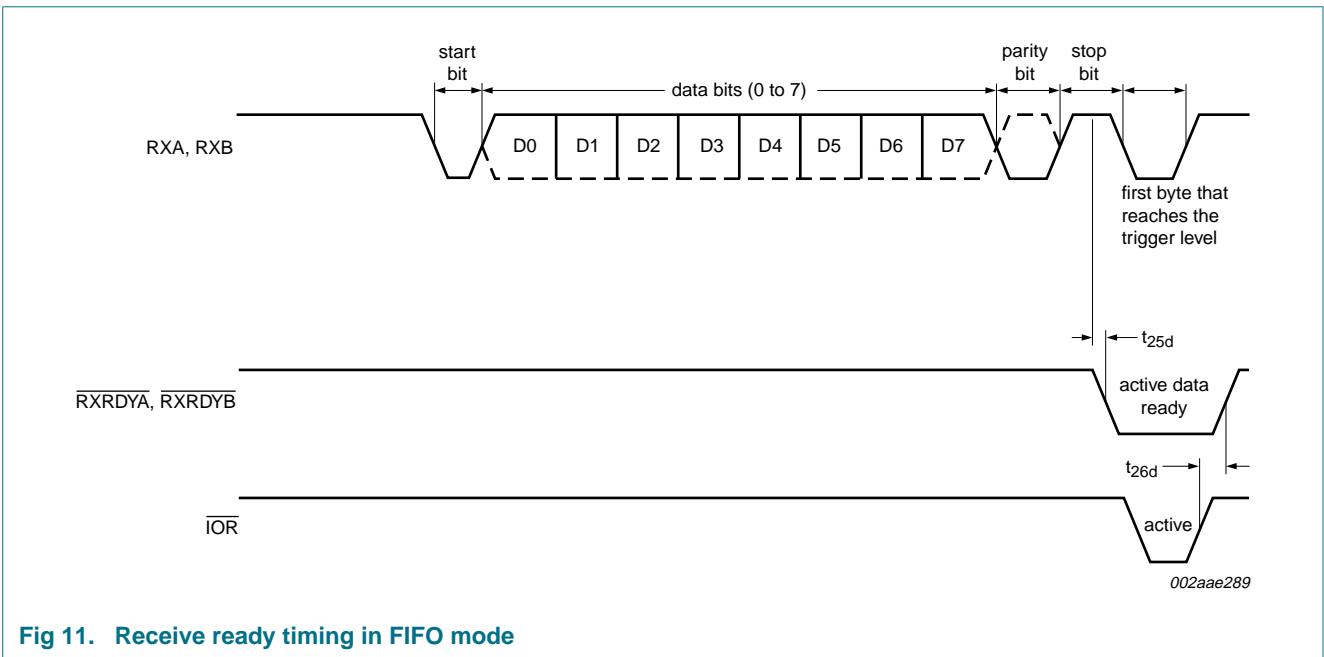 start
bit
data bits (0 to 7)
parity
bit
stop
bit
RXA, RXB
D0 D1 D2 D3 D4 D5 D6 D7
first byte that
reaches the
trigger level
t25d
RXRDYA, RXRDYB
active data
ready
t26d
IOR
active
002aae289
Fig 11. Receive ready timing in FIFO mode